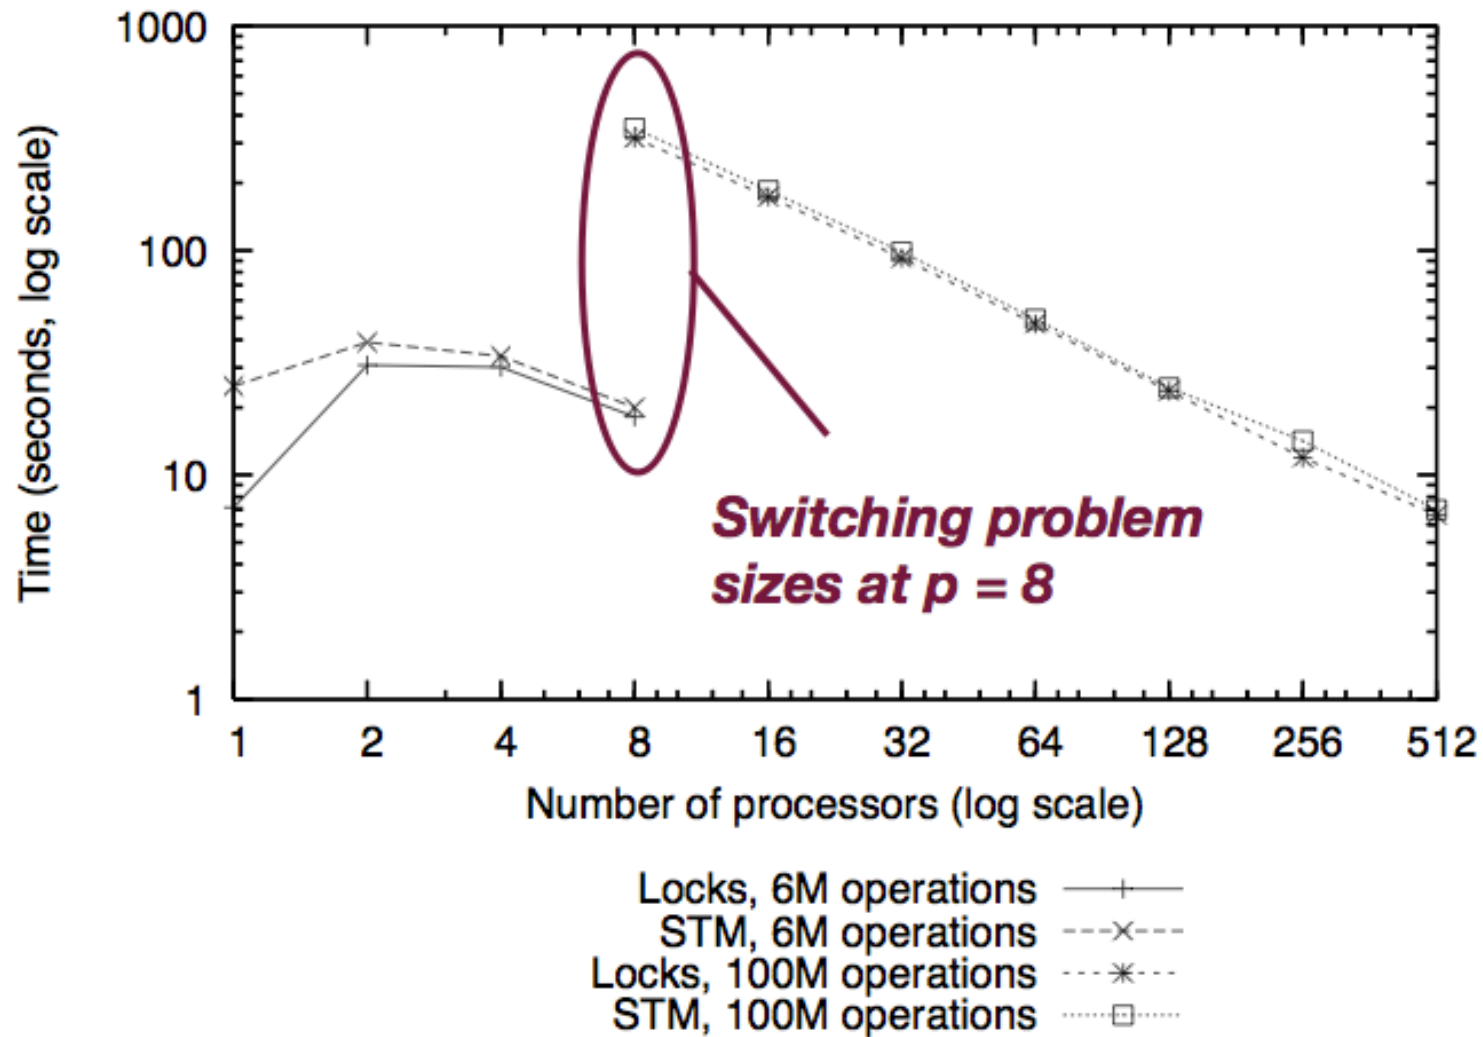 Time (seconds, log scale)
1000
100
10
1
Switching problem
sizes at p = 8
1 2 4 8 16 32 64 128 256 512
Number of processors (log scale)
Locks, 6M operations
STM, 6M operations
Locks, 100M operations
STM, 100M operations